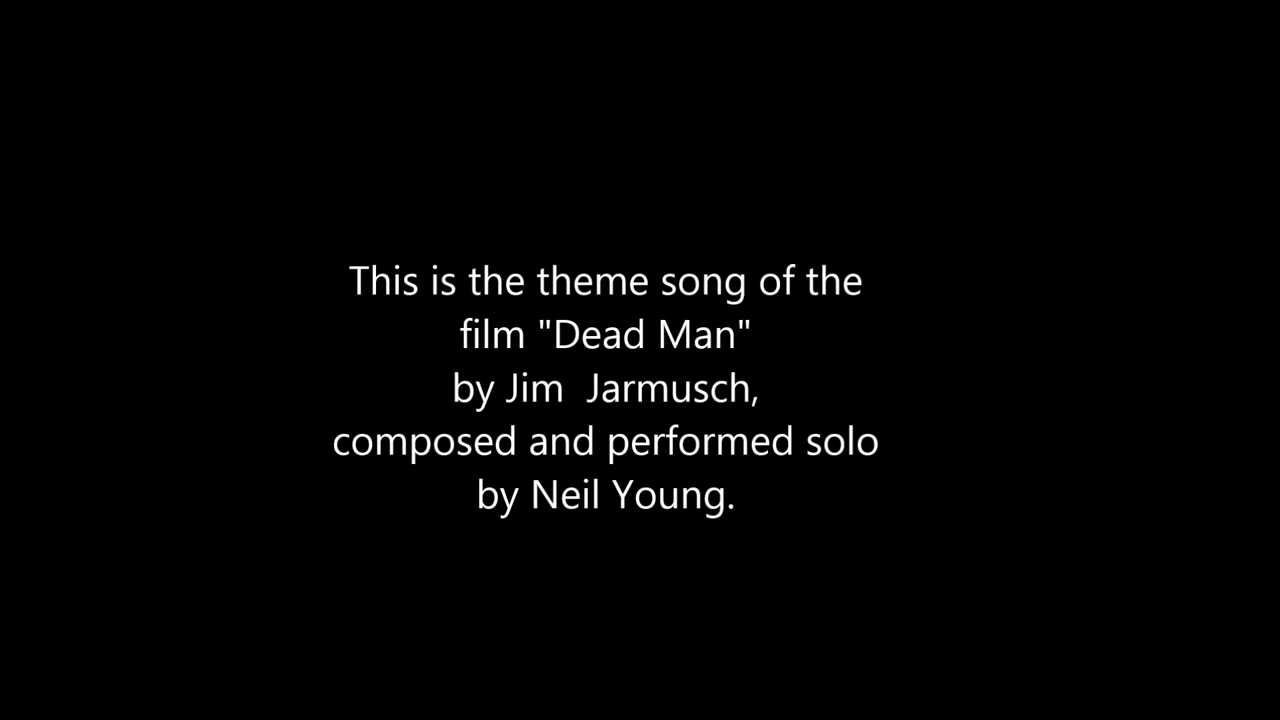 This is the theme song of the
film "Dead Man"
by Jim  Jarmusch,
composed and performed solo
by Neil Young.